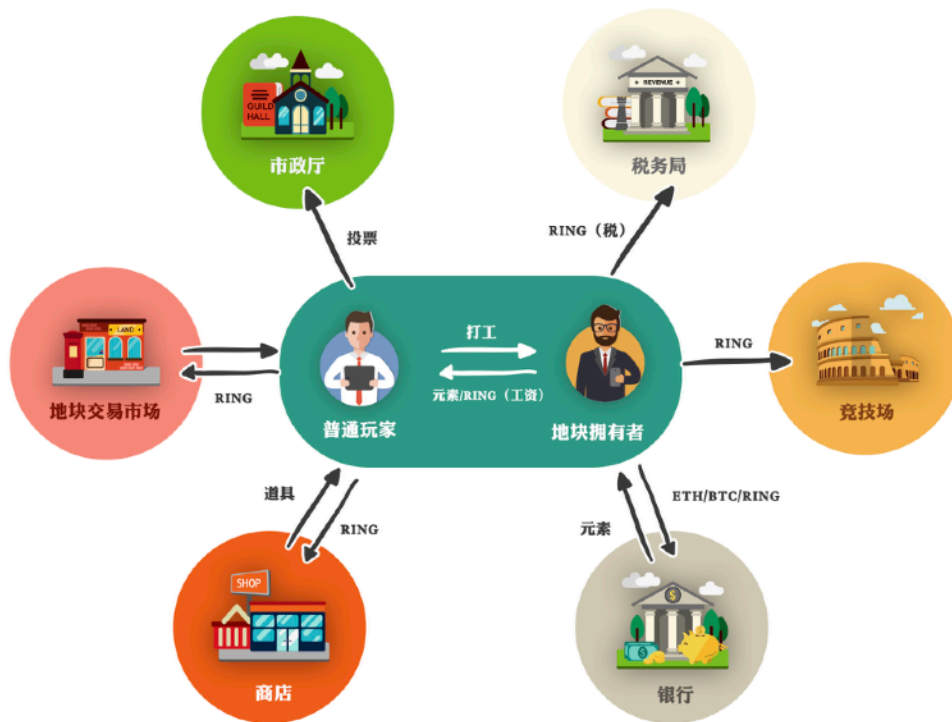 GUILD
HALL
市政厅
REVENUE
税务局
投票
RING（税）
LAND
地块交易市场
RING
打工
元素/RING（工资）
普通玩家
地块拥有者
RING
竞技场
道具
RING
元素
ETH/BTC/RING
SHOP
商店
$
$
银行